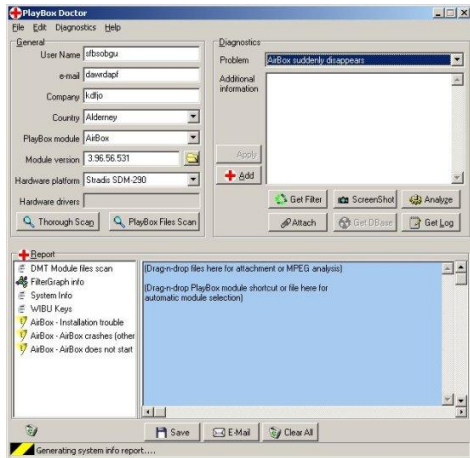 PlayBox Doctor
File Edit Diagnostics Help
General
User Name sfbsobgu
e-mail dawrdapf
Company kdfjo
Country Alderney
PlayBox module AirBox
Module version 3.96.56.531
Hardware platform Stradis SDM-290
Hardware drivers
Thorough Scan PlayBox Files Scan
Diagnostics
Problem AirBox suddenly disappears
Additional
information
Apply
Add
Get Filter ScreenShot Analyze
Attach Get DBase Get Log
Report
DMT Module files scan
FilterGraph info
System Info
WIBU Keys
AirBox - Installation trouble
AirBox - AirBox crashes (other
AirBox - AirBox does not start
(Drag-n-drop files here for attachment or MPEG analysis)
(Drag-n-drop PlayBox module shortcut or file here for
automatic module selection)
Save E-Mail Clear All
Generating system info report....